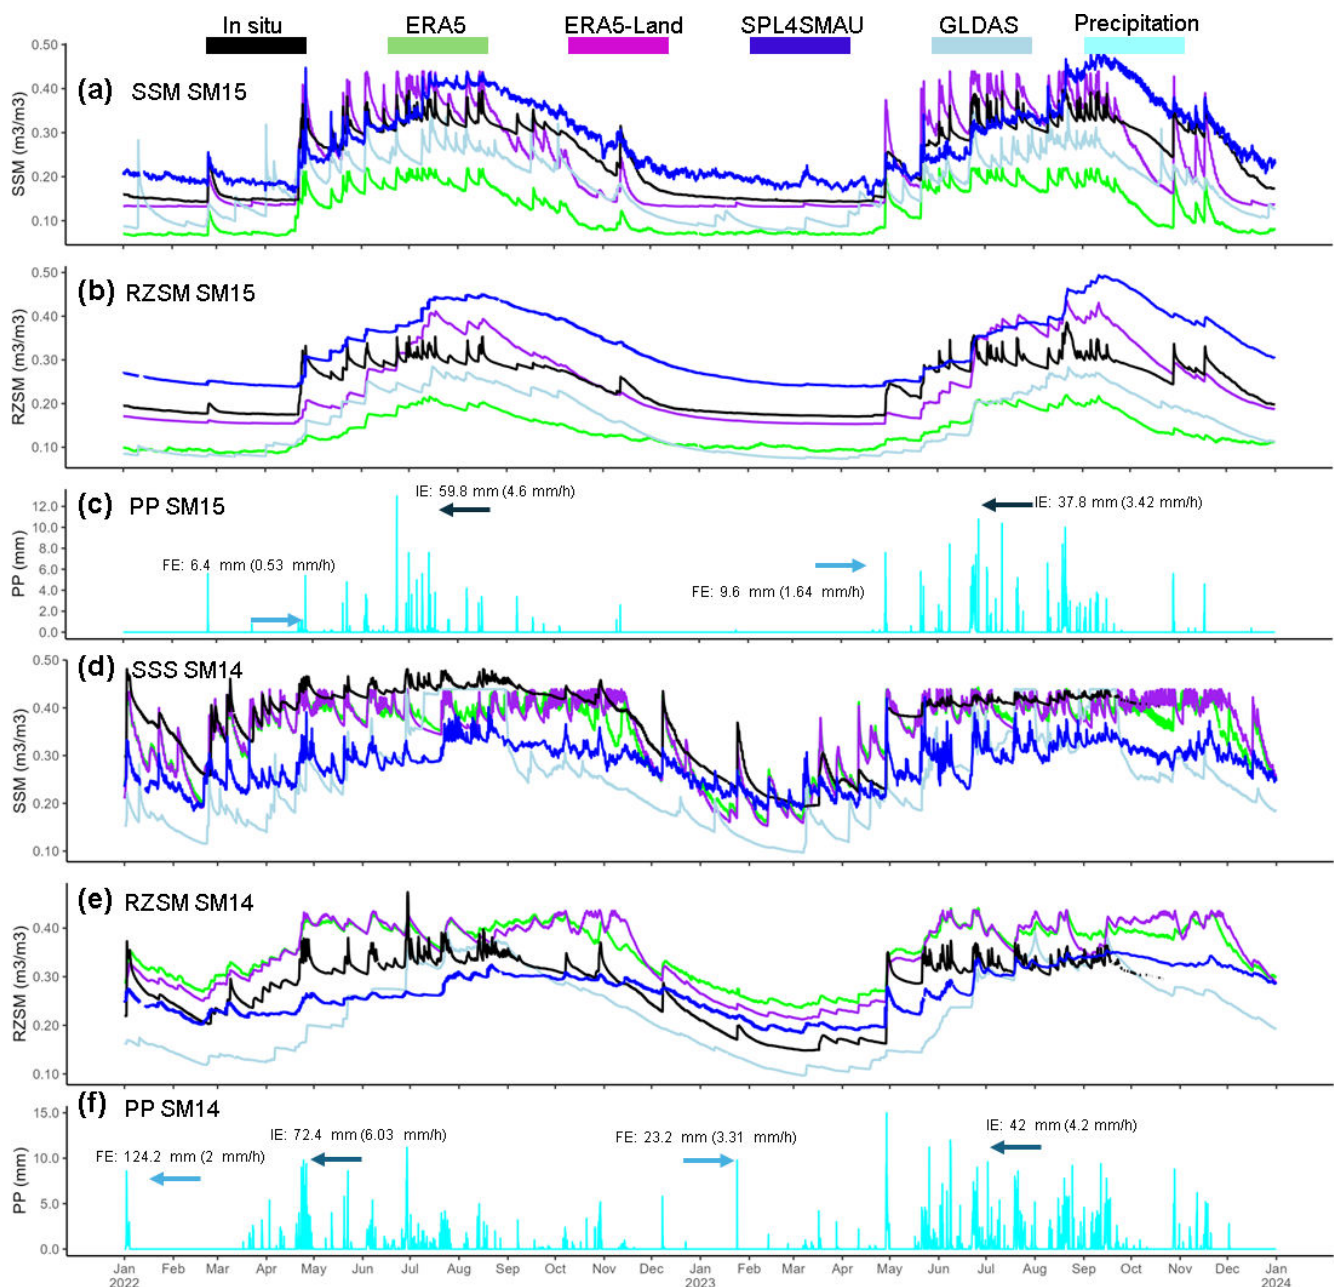 In situ ERA5 ERA5-Land SPL4SMAU GLDAS Precipitation
(a) SSM SM15
SSM (m3/m3)
0.50
0.40
0.30
0.20
0.10
(b) RZSM SM15
RZSM (m3/m3)
0.50
0.40
0.30
0.20
0.10
(c) PP SM15
PP (mm)
12.0
10.0
8.0
6.0
4.0
2.0
0.0
IE: 59.8 mm (4.6 mm/h)
IE: 37.8 mm (3.42 mm/h)
FE: 6.4 mm (0.53 mm/h)
FE: 9.6 mm (1.64 mm/h)
(d) SSS SM14
SSM (m3/m3)
0.50
0.40
0.30
0.20
0.10
(e) RZSM SM14
RZSM (m3/m3)
0.40
0.30
0.20
0.10
(f) PP SM14
PP (mm)
15.0
10.0
5.0
0.0
IE: 72.4 mm (6.03 mm/h)
FE: 23.2 mm (3.31 mm/h)
IE: 42 mm (4.2 mm/h)
FE: 124.2 mm (2 mm/h)
Jan Feb Mar Apr May Jun Jul Aug Sep Oct Nov Dec Jan Feb Mar Apr May Jun Jul Aug Sep Oct Nov Dec Jan
2022 2023 2024